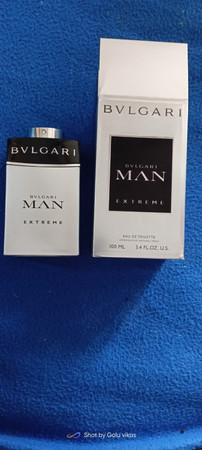 BVLGARI
BVLGARI
MAN
EXTREME
BVLGARI
BVLGARI
MAN
EXTREME
EAU DE TOILETTE
100 ML 3.4 FL.OZ. U.S.
Shot by Golu vikas